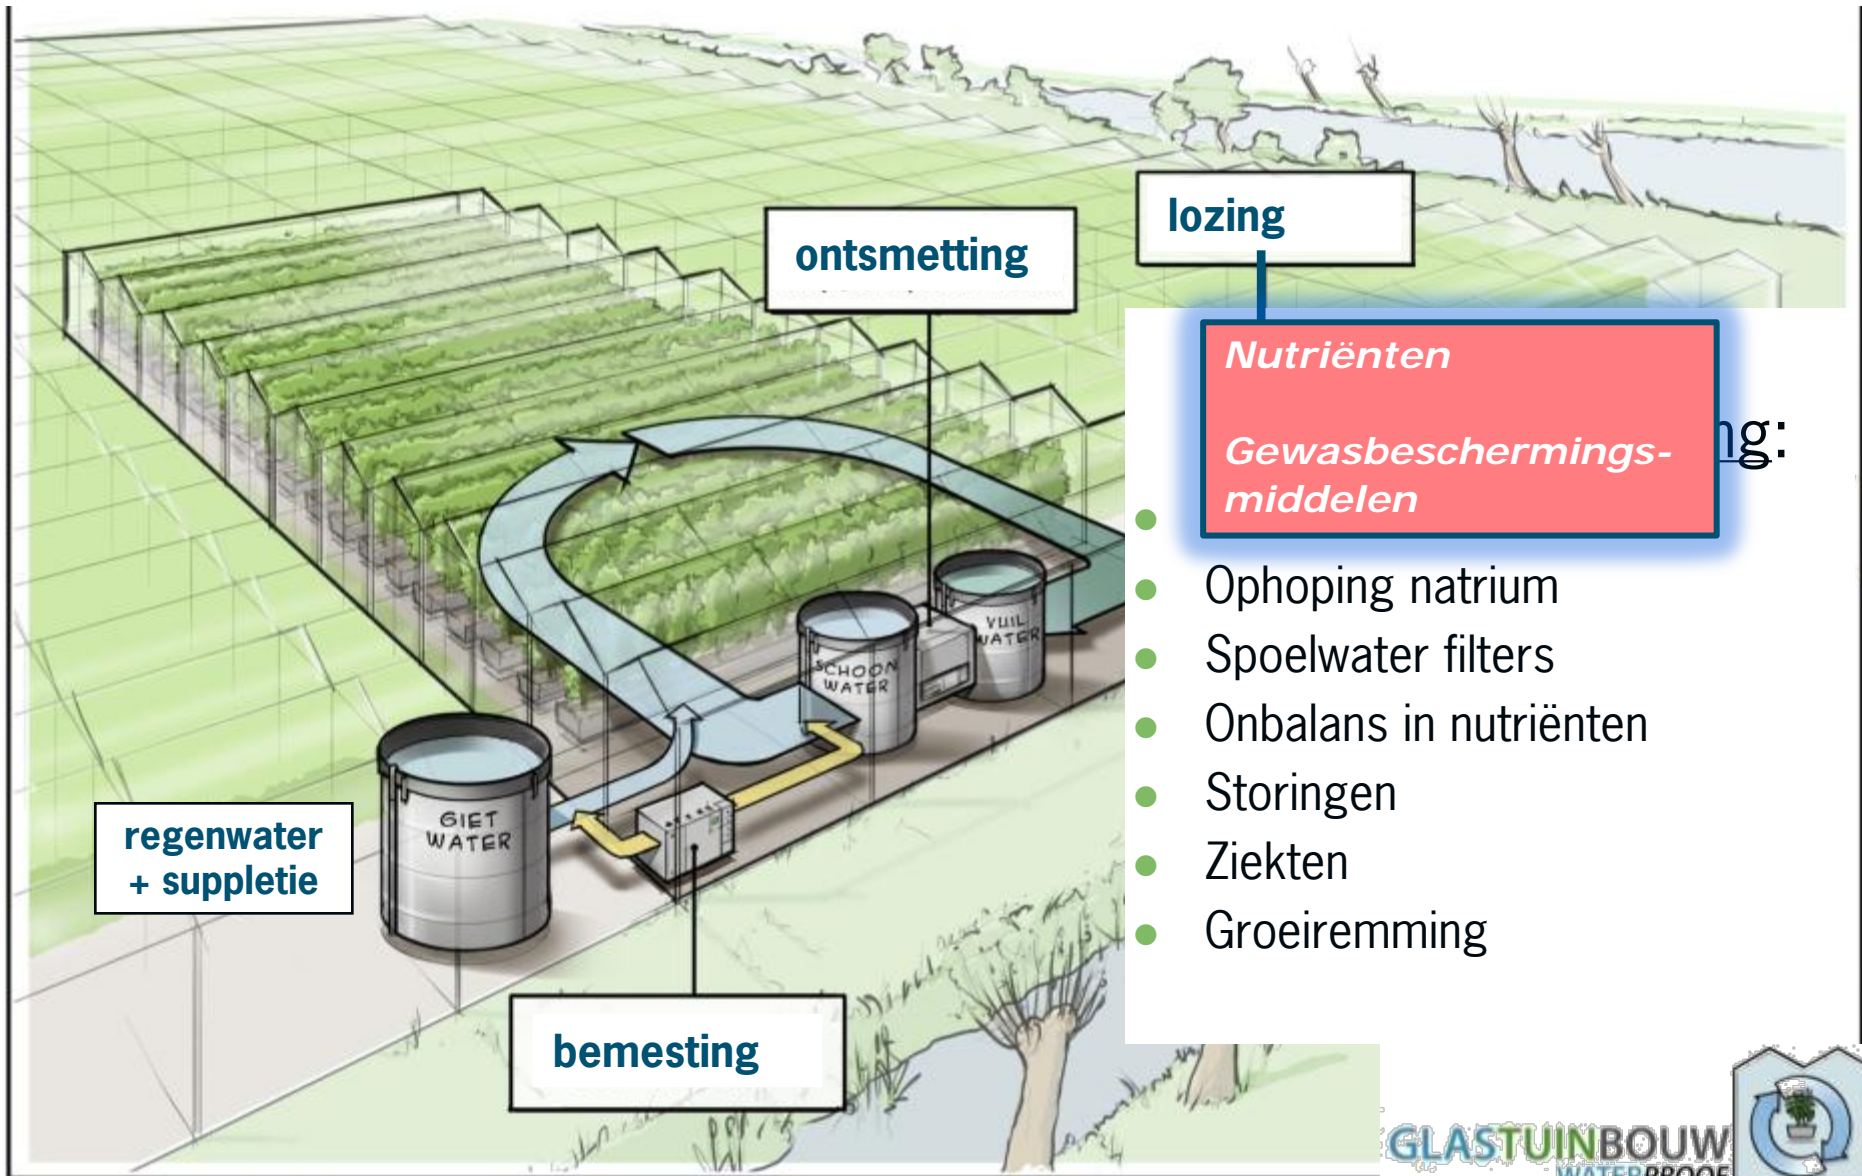 lozing
ontsmetting
Nutriënten
Gewasbeschermings-
middelen
ng:
Ophoping natrium
Spoelwater filters
Onbalans in nutriënten
Storingen
Ziekten
Groeiremming
VUIL
WATER
SCHOON
WATER
GIET
WATER
regenwater
+ suppletie
bemesting
GLASTUINBOUW
WATERPROOF